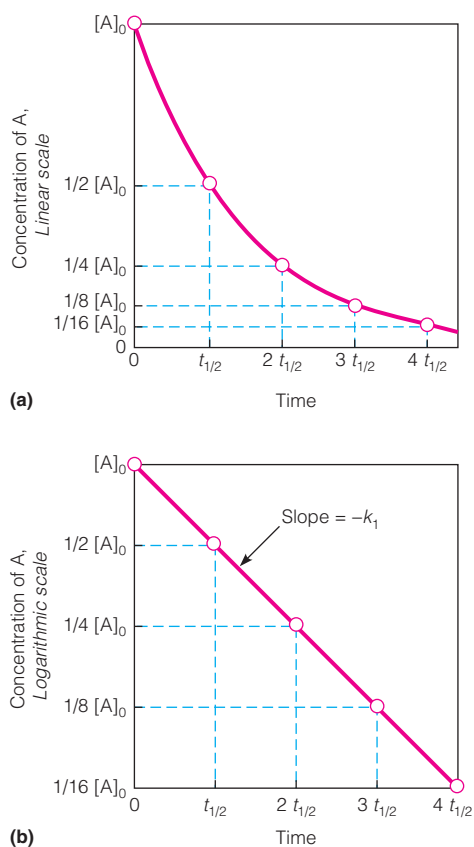 [A]₀
Concentration of A,
Linear scale
1/2 [A]₀
1/4 [A]₀
1/8 [A]₀
1/16 [A]₀
0
0 t₁/₂ 2 t₁/₂ 3 t₁/₂ 4 t₁/₂
(a) Time
[A]₀
Slope = –k₁
Concentration of A,
Logarithmic scale
1/2 [A]₀
1/4 [A]₀
1/8 [A]₀
1/16 [A]₀
0 t₁/₂ 2 t₁/₂ 3 t₁/₂ 4 t₁/₂
(b) Time